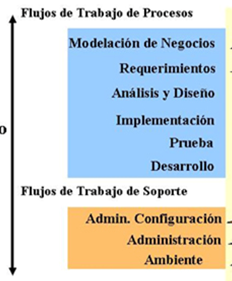 Flujos de Trabajo de Procesos
Modelación de Negocios
Requerimientos
Análisis y Diseño
Implementación
Prueba
Desarrollo
Flujos de Trabajo de Soporte
Admin. Configuración
Administración
Ambiente